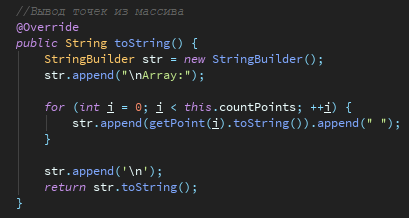 //Вывод точек из массива
@Override
public String toString() {
    StringBuilder str = new StringBuilder();
    str.append("\nArray:");

    for (int i = 0; i < this.countPoints; ++i) {
        str.append(getPoint(i).toString()).append(" ");
    }

    str.append('\n');
    return str.toString();
}